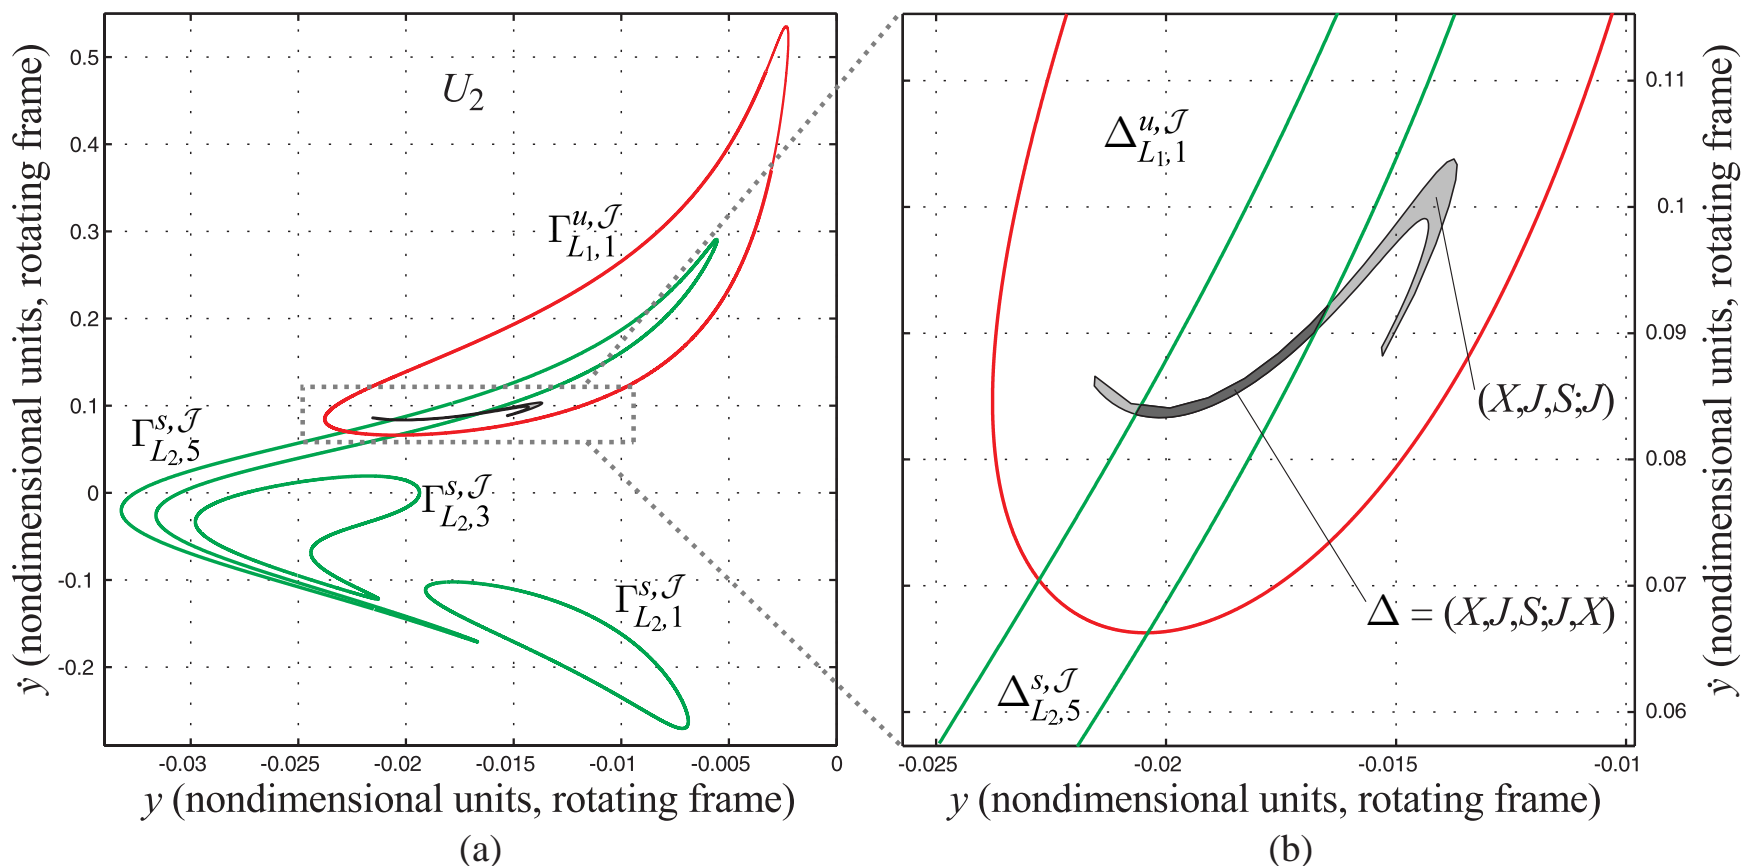 U₂
Γ^{u,𝒥}_{L₁,1}
Γ^{s,𝒥}_{L₂,5}
Γ^{s,𝒥}_{L₂,3}
Γ^{s,𝒥}_{L₂,1}
0.5
0.4
0.3
0.2
0.1
0
-0.1
-0.2
ẏ (nondimensional units, rotating frame)
-0.03 -0.025 -0.02 -0.015 -0.01 -0.005 0
y (nondimensional units, rotating frame)
(a)
Δ^{u,𝒥}_{L₁,1}
(X,J,S;J)
Δ = (X,J,S;J,X)
Δ^{s,𝒥}_{L₂,5}
0.11
0.1
0.09
0.08
0.07
0.06
ẏ (nondimensional units, rotating frame)
-0.025 -0.02 -0.015 -0.01
y (nondimensional units, rotating frame)
(b)